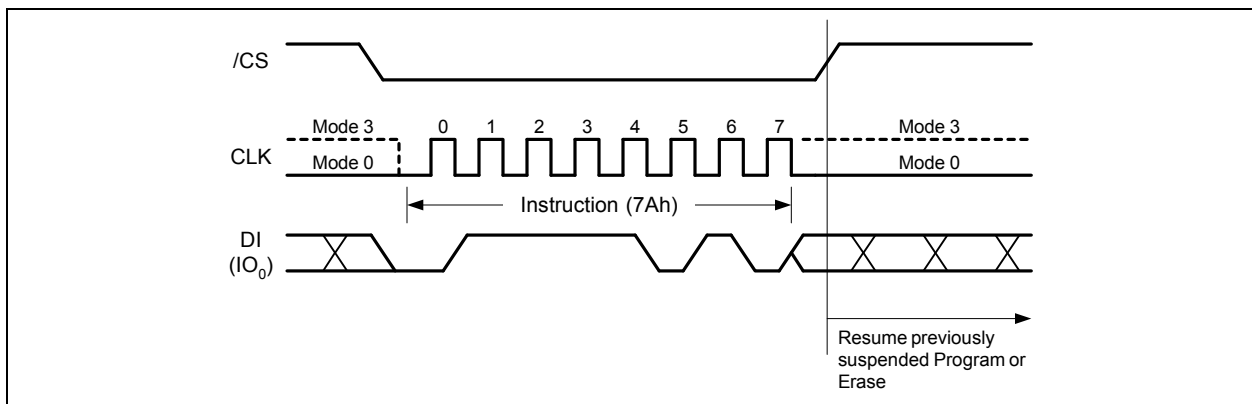 /CS
Mode 3 0 1 2 3 4 5 6 7 Mode 3
CLK
Mode 0 Mode 0
Instruction (7Ah)
DI
(IO0)
Resume previously
suspended Program or
Erase